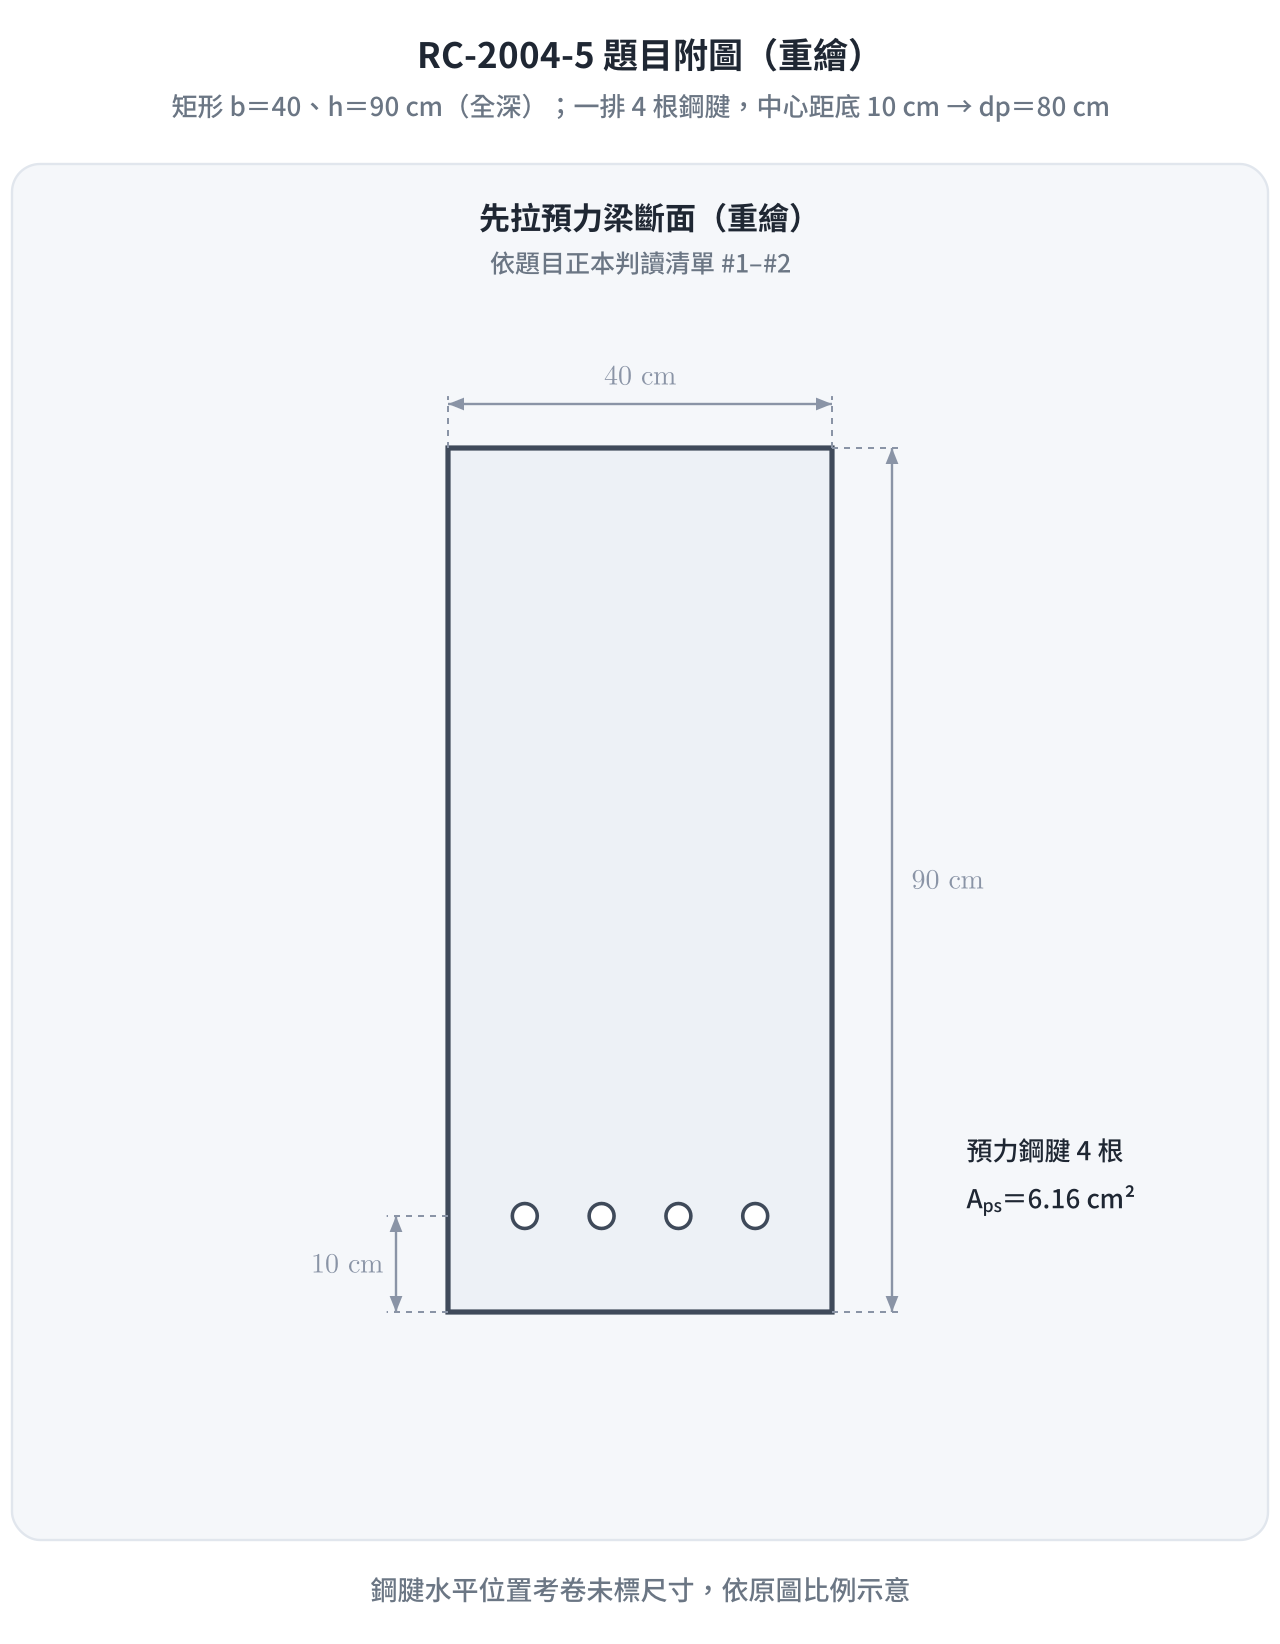 RC-2004-5 題目附圖（重繪）
矩形 b＝40、h＝90 cm（全深）；一排 4 根鋼腱，中心距底 10 cm → dp＝80 cm
先拉預力梁斷面（重繪）
依題目正本判讀清單 #1–#2
40 cm
90 cm
預力鋼腱 4 根
Aps＝6.16 cm²
10 cm
鋼腱水平位置考卷未標尺寸，依原圖比例示意